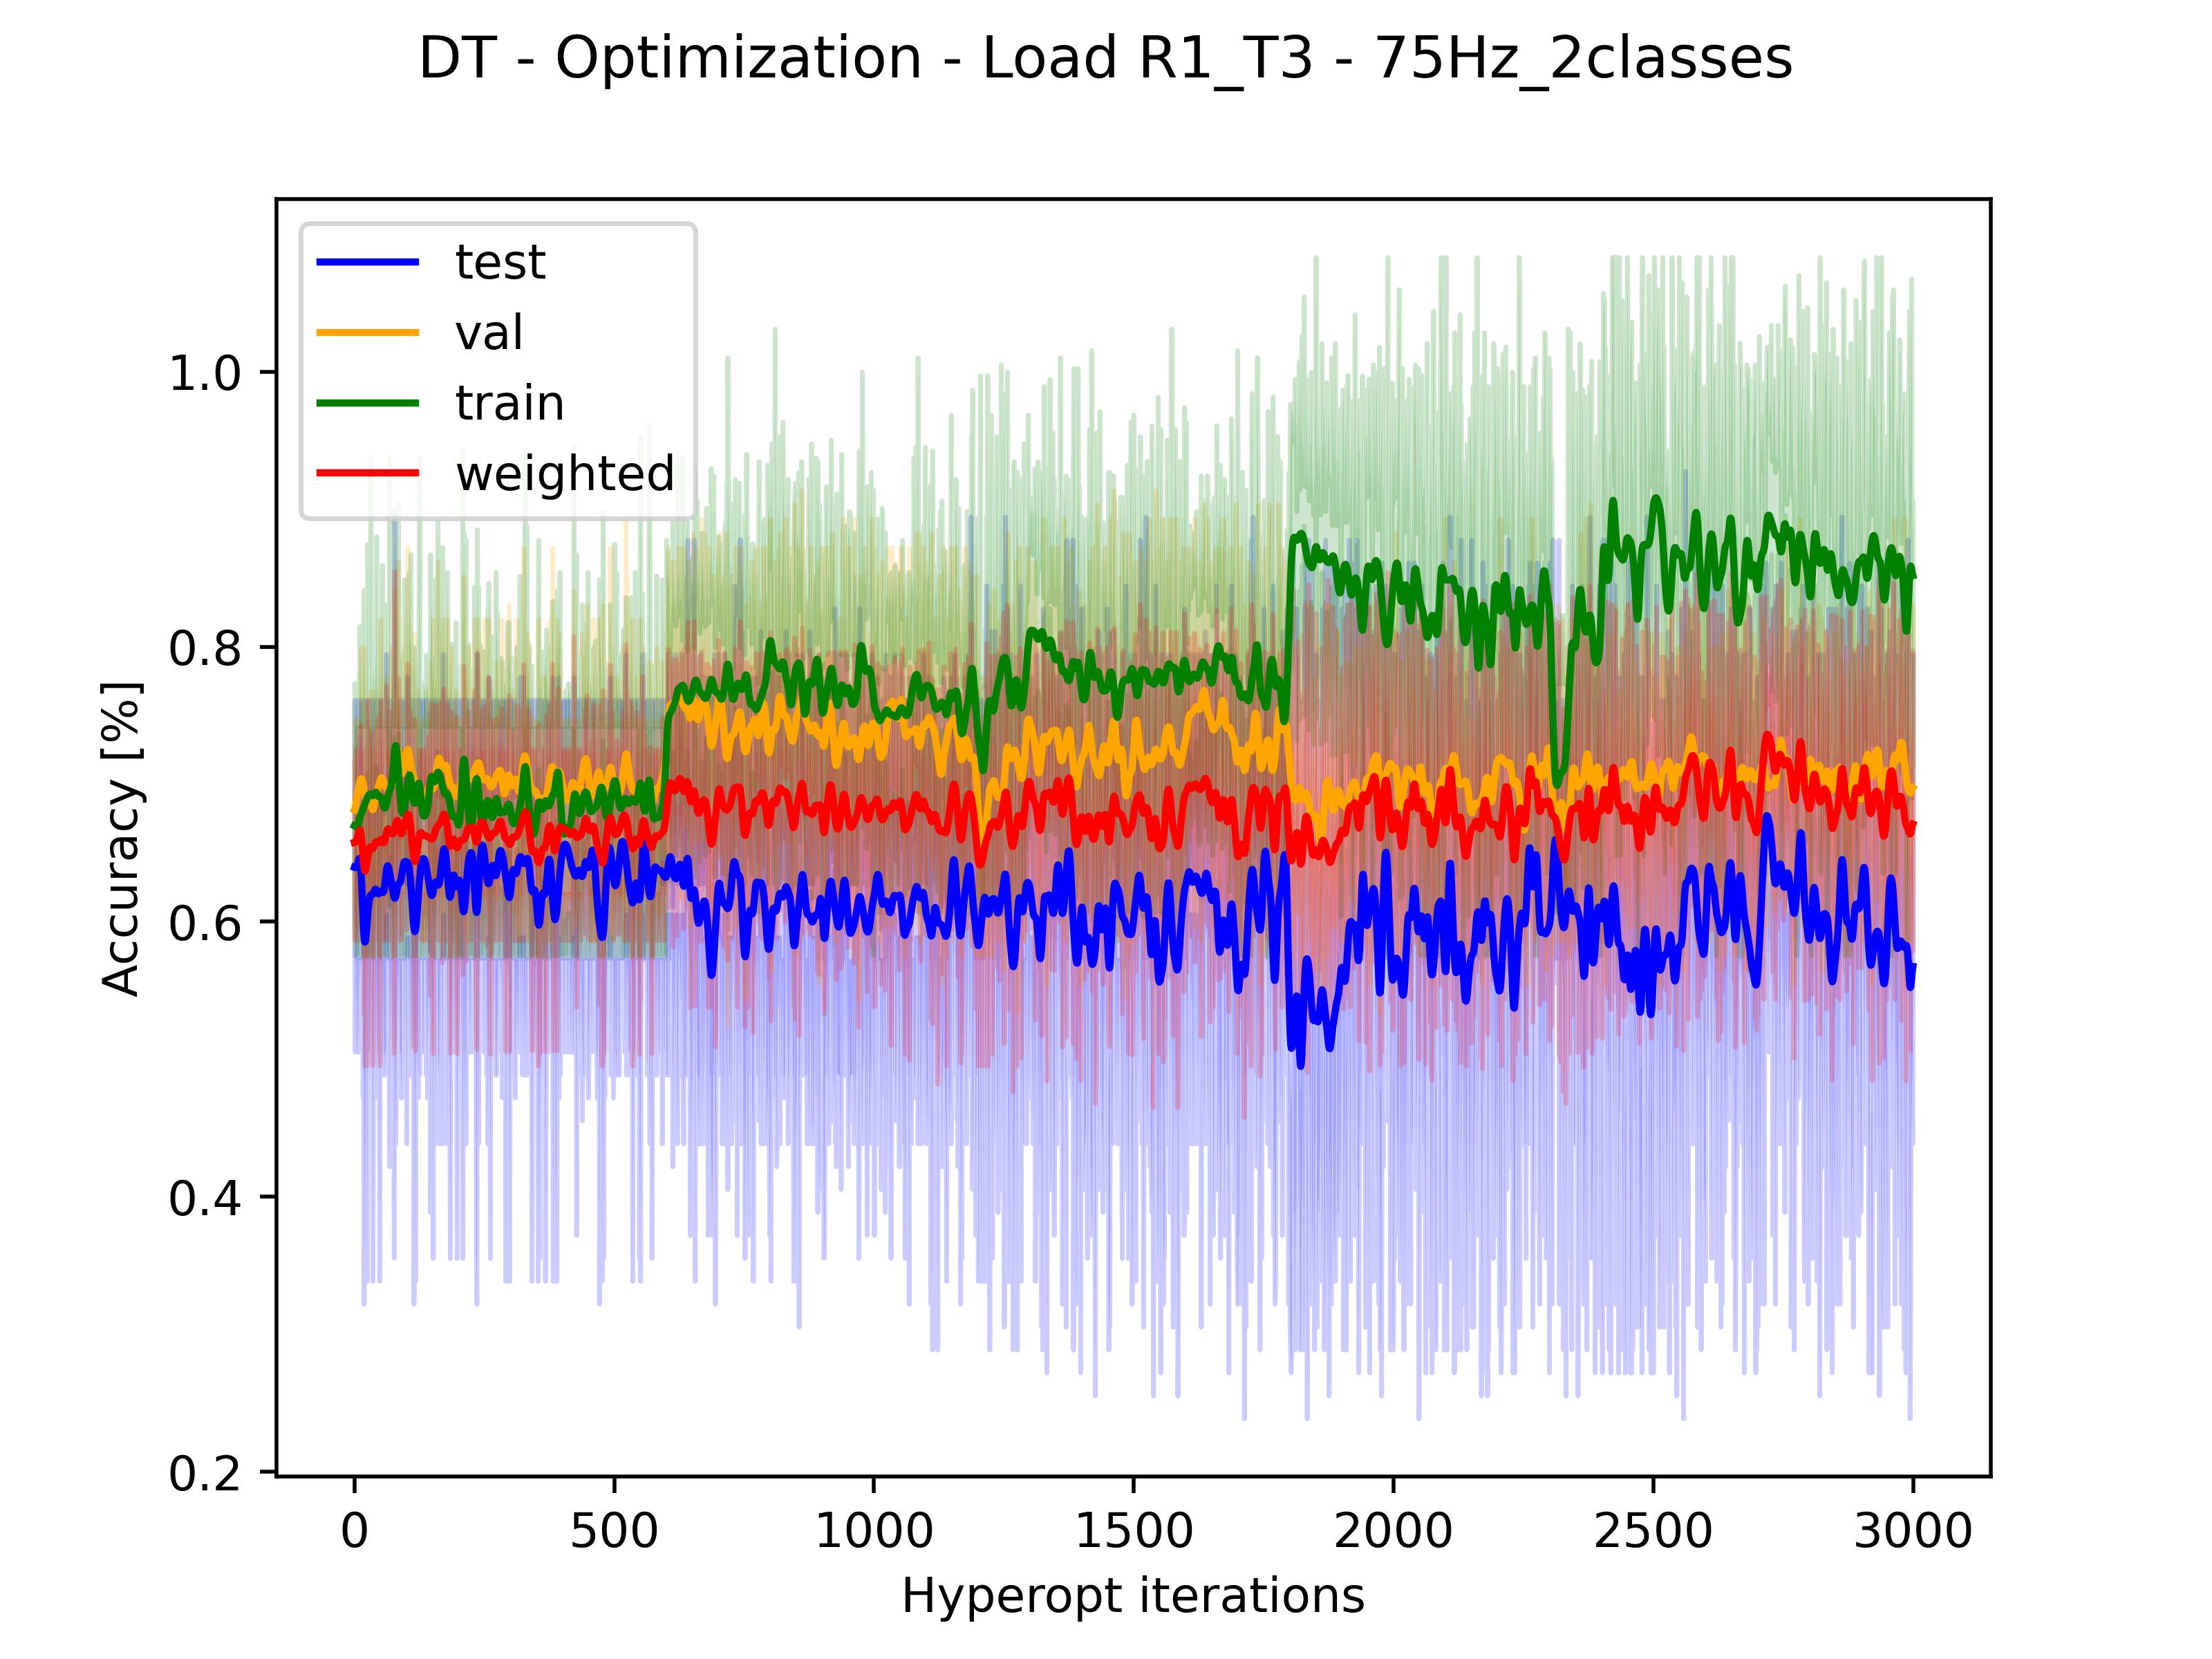 DT - Optimization - Load R1_T3 - 75Hz_2classes
test
val
train
weighted
1.0
0.8
0.6
0.4
0.2
Accuracy [%]
0 500 1000 1500 2000 2500 3000
Hyperopt iterations